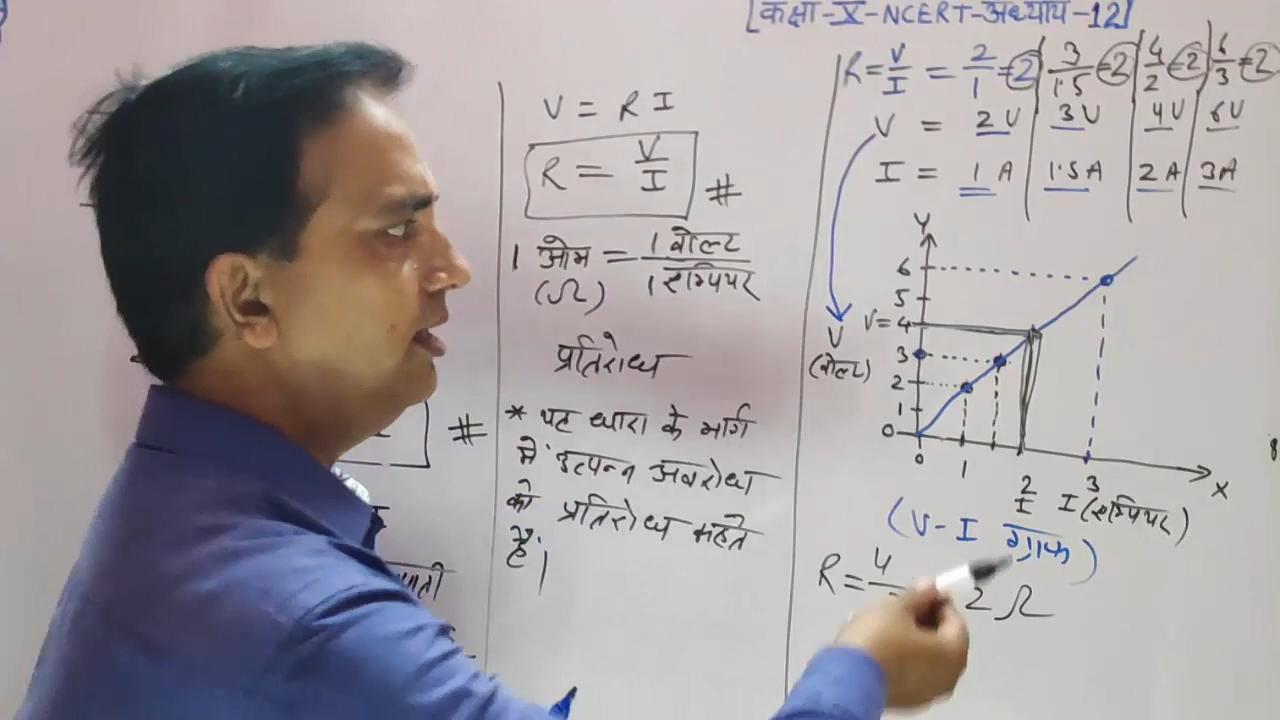 [कक्षा-X-NCERT-अध्याय-12]
V = R I
R = V/I #
1 ओम = 1 वोल्ट / 1 एम्पियर
(Ω)
प्रतिरोध
* यह धारा के मार्ग
में उत्पन्न अवरोध
को प्रतिरोध कहते
हैं।
#
R = V/I = 2/1 = 2 | 3/1.5 = 2 | 4/2 = 2 | 6/3 = 2
V = 2V | 3V | 4V | 6V
I = 1A | 1.5A | 2A | 3A
Y
6
5
V = 4
3
2
1
0
V
(वोल्ट)
0 1 2 3 X
I I (एम्पियर)
(V - I ग्राफ)
R = 4 2 Ω